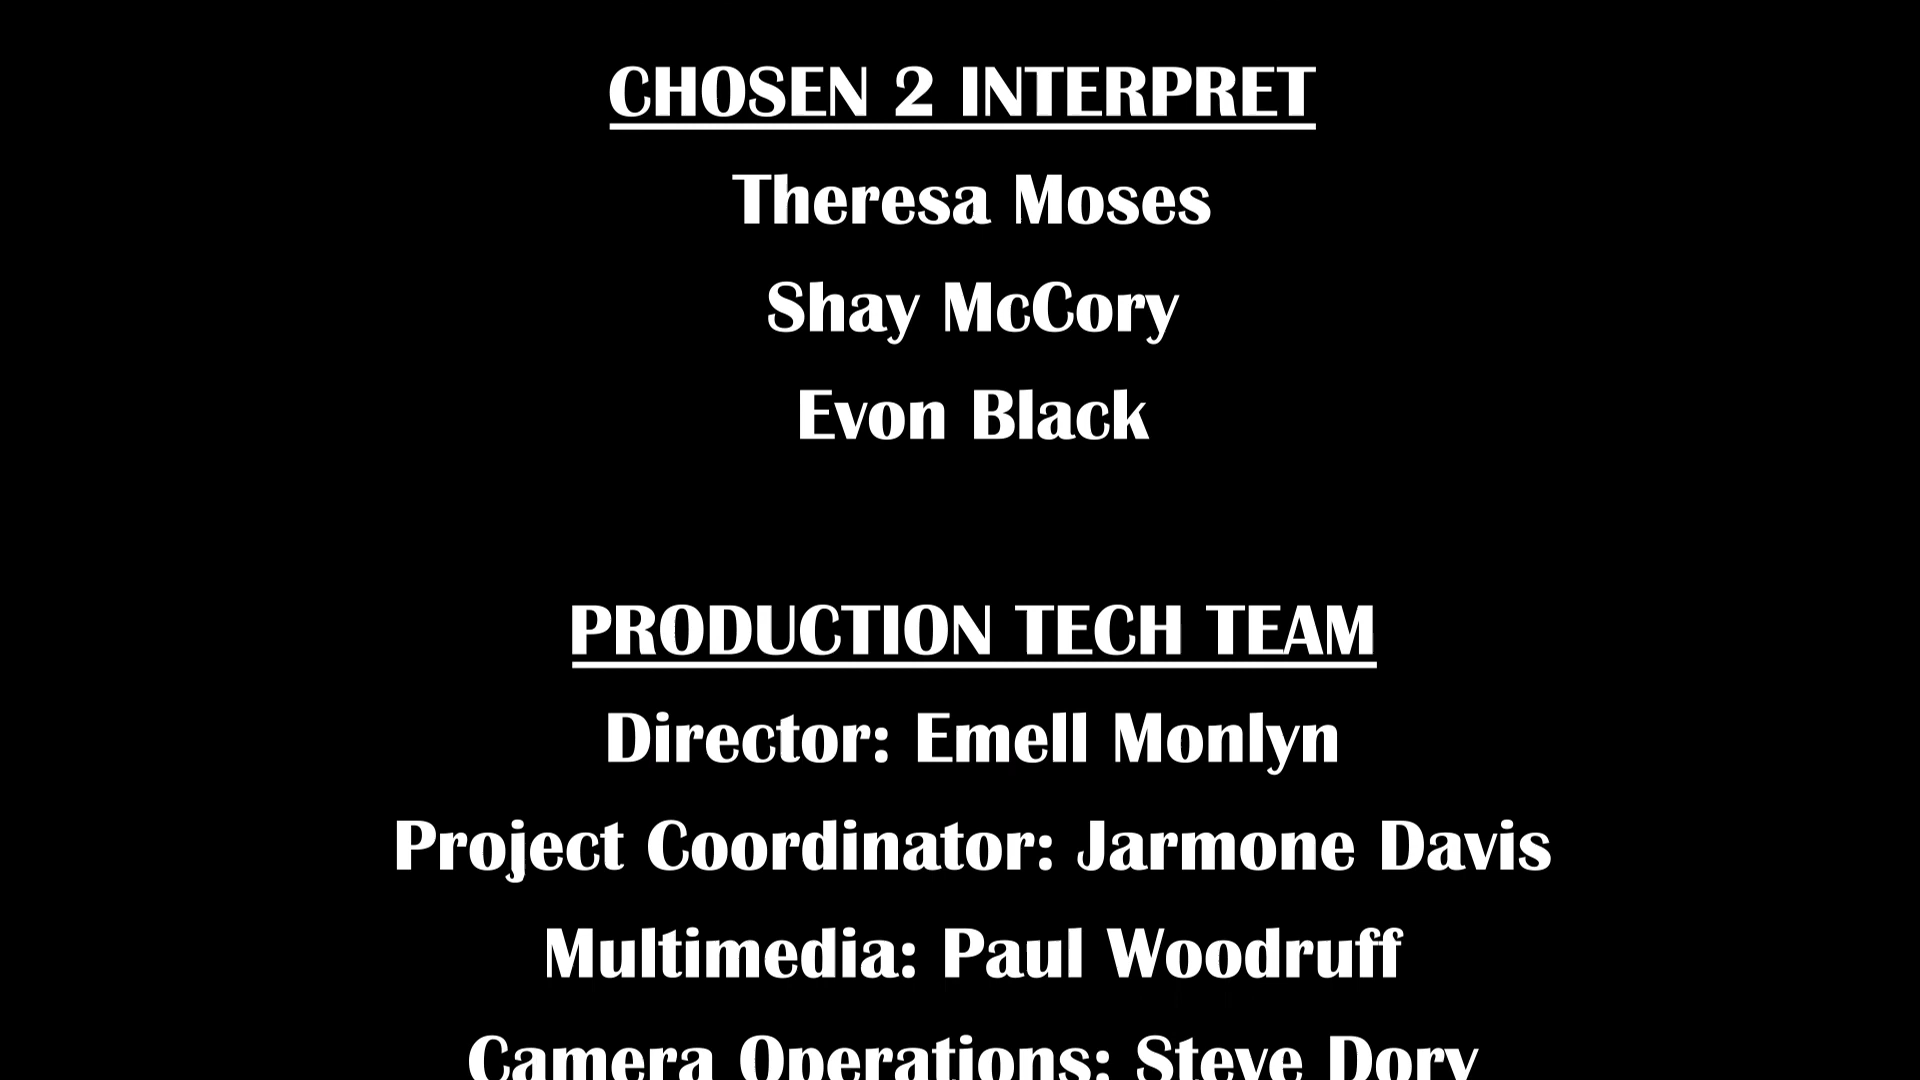 CHOSEN 2 INTERPRET
Theresa Moses
Shay McCory
Evon Black
PRODUCTION TECH TEAM
Director: Emell Monlyn
Project Coordinator: Jarmone Davis
Multimedia: Paul Woodruff
Camera Operations: Steve Dory